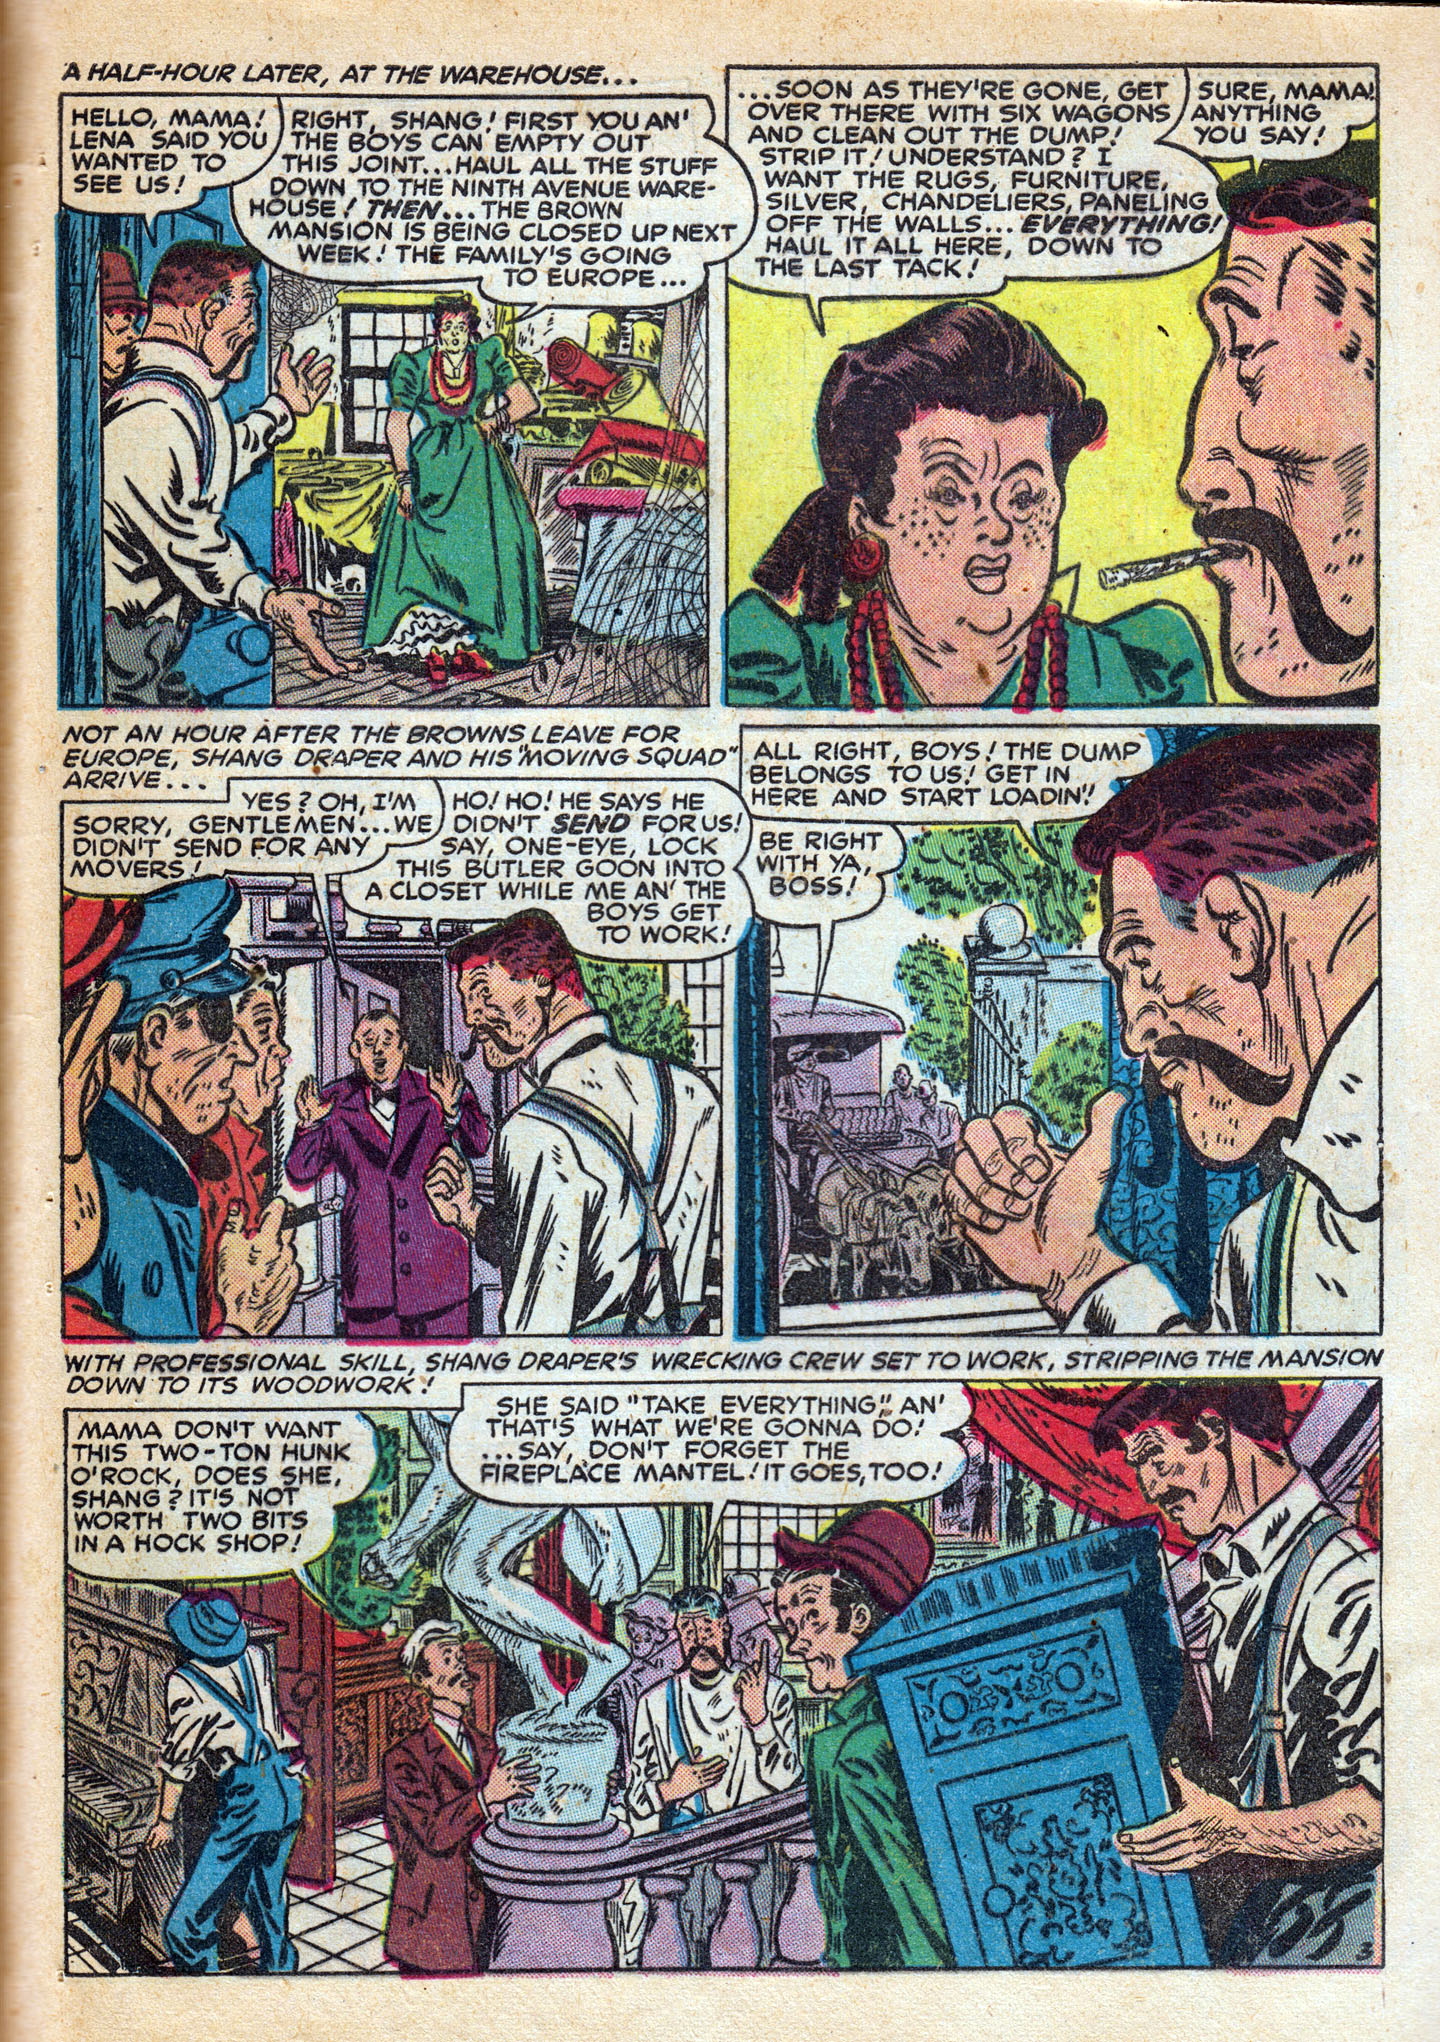 A HALF-HOUR LATER, AT THE WAREHOUSE...
HELLO, MAMA!
LENA SAID YOU
WANTED TO
SEE US!
RIGHT, SHANG! FIRST YOU AN'
THE BOYS CAN EMPTY OUT
THIS JOINT...HAUL ALL THE STUFF
DOWN TO THE NINTH AVENUE WARE-
HOUSE! THEN...THE BROWN
MANSION IS BEING CLOSED UP NEXT
WEEK! THE FAMILY'S GOING
TO EUROPE...
...SOON AS THEY'RE GONE, GET
OVER THERE WITH SIX WAGONS
AND CLEAN OUT THE DUMP!
STRIP IT! UNDERSTAND? I
WANT THE RUGS, FURNITURE,
SILVER, CHANDELIERS, PANELING
OFF THE WALLS... EVERYTHING!
HAUL IT ALL HERE, DOWN TO
THE LAST TACK!
SURE, MAMA!
ANYTHING
YOU SAY!
NOT AN HOUR AFTER THE BROWNS LEAVE FOR
EUROPE, SHANG DRAPER AND HIS "MOVING SQUAD"
ARRIVE...
YES? OH, I'M
SORRY, GENTLEMEN...WE
DIDN'T SEND FOR ANY
MOVERS!
HO! HO! HE SAYS HE
DIDN'T SEND FOR US!
SAY, ONE-EYE, LOCK
THIS BUTLER GOON INTO
A CLOSET WHILE ME AN' THE
BOYS GET
TO WORK!
ALL RIGHT, BOYS! THE DUMP
BELONGS TO US! GET IN
HERE AND START LOADIN'!
BE RIGHT
WITH YA,
BOSS!
WITH PROFESSIONAL SKILL, SHANG DRAPER'S WRECKING CREW SET TO WORK, STRIPPING THE MANSION
DOWN TO ITS WOODWORK!
MAMA DON'T WANT
THIS TWO-TON HUNK
O'ROCK, DOES SHE,
SHANG? IT'S NOT
WORTH TWO BITS
IN A HOCK SHOP!
SHE SAID "TAKE EVERYTHING," AN'
THAT'S WHAT WE'RE GONNA DO!
...SAY, DON'T FORGET THE
FIREPLACE MANTEL! IT GOES, TOO!
3